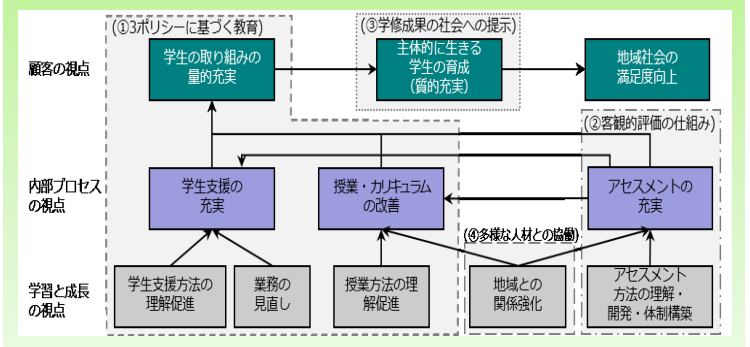 (①3ポリシーに基づく教育)
(③学修成果の社会への提示)
顧客の視点
学生の取り組みの
量的充実
主体的に生きる
学生の育成
(質的充実)
地域社会の
満足度向上
(②客観的評価の仕組み)
内部プロセス
の視点
学生支援の
充実
授業・カリキュラム
の改善
アセスメントの
充実
(④多様な人材との協働)
学習と成長
の視点
学生支援方法の
理解促進
業務の
見直し
授業方法の理
解促進
地域との
関係強化
アセスメント
方法の理解・
開発・体制構築